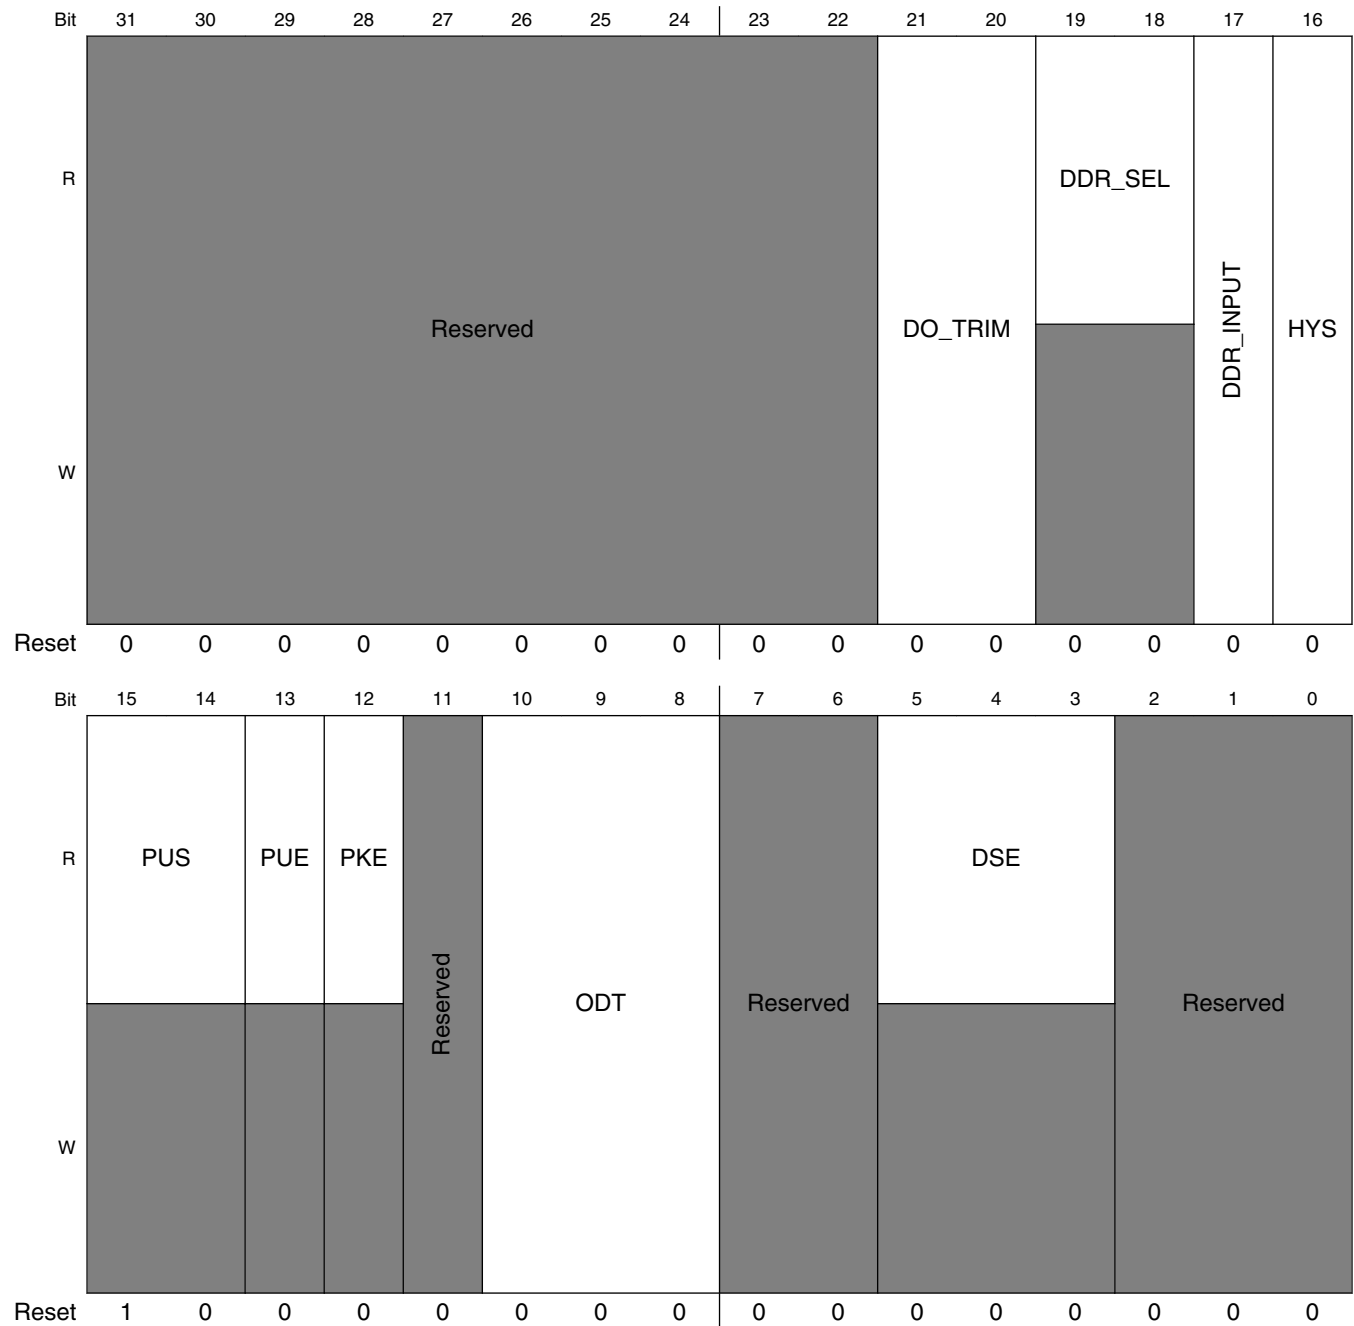 Bit 31 30 29 28 27 26 25 24 23 22 21 20 19 18 17 16
R DDR_SEL
Reserved DO_TRIM DDR_INPUT HYS
W
Reset 0 0 0 0 0 0 0 0 0 0 0 0 0 0 0 0
Bit 15 14 13 12 11 10 9 8 7 6 5 4 3 2 1 0
R PUS PUE PKE DSE
Reserved ODT Reserved Reserved
W
Reset 1 0 0 0 0 0 0 0 0 0 0 0 0 0 0 0